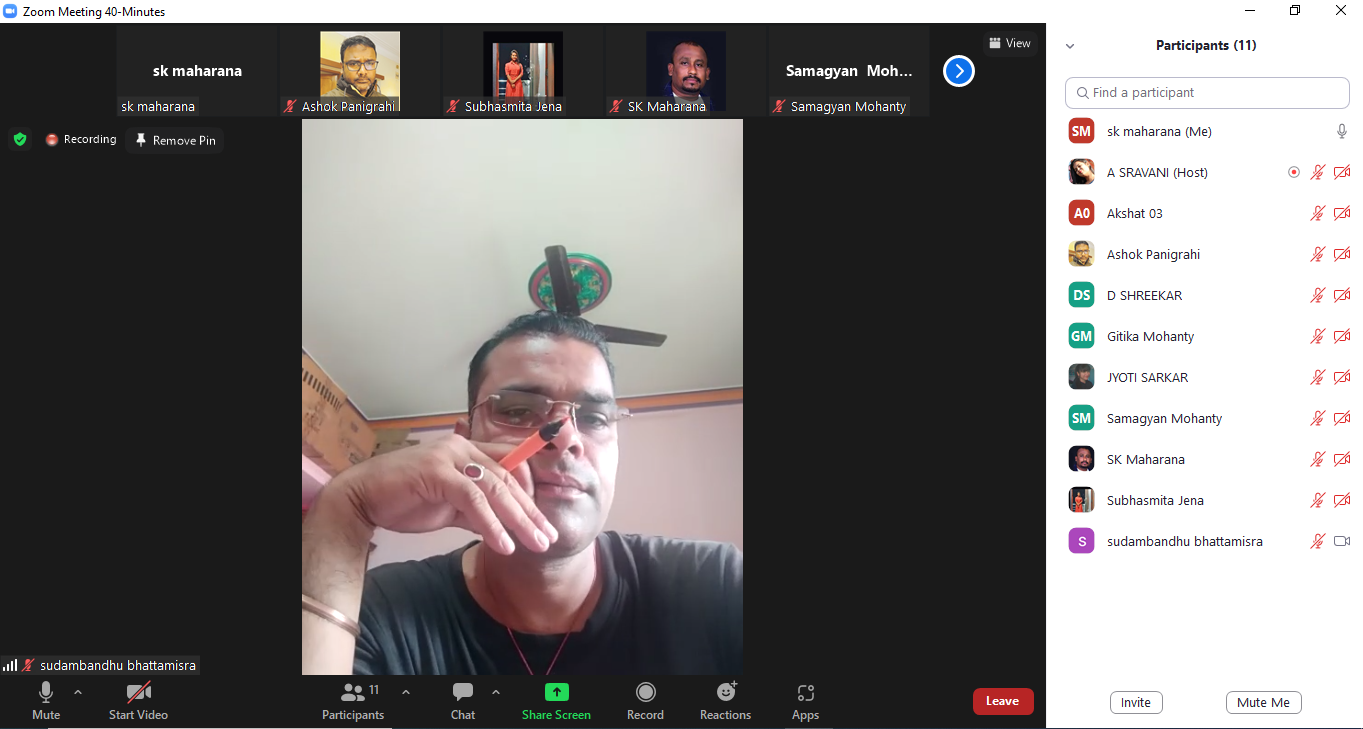 Zoom Meeting 40-Minutes
sk maharana
Samagyan Moh...
sk maharana
Ashok Panigrahi
Subhasmita Jena
SK Maharana
Samagyan Mohanty
View
Recording
Remove Pin
sudambandhu bhattamisra
Mute
Start Video
11
Participants
Chat
Share Screen
Record
Reactions
Apps
Leave
Participants (11)
Find a participant
SM sk maharana (Me)
A SRAVANI (Host)
A0 Akshat 03
Ashok Panigrahi
DS D SHREEKAR
GM Gitika Mohanty
JYOTI SARKAR
SM Samagyan Mohanty
SK Maharana
Subhasmita Jena
S sudambandhu bhattamisra
Invite
Mute Me